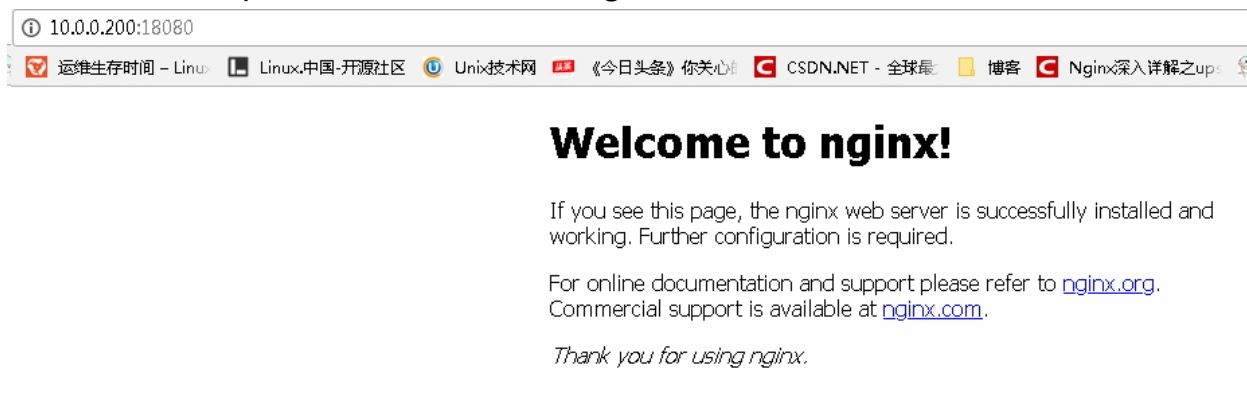 10.0.0.200:18080
运维生存时间 – Linu
Linux.中国-开源社区
Unix技术网
头条
《今日头条》你关心
CSDN.NET - 全球最
博客
Nginx深入详解之ups
Welcome to nginx!
If you see this page, the nginx web server is successfully installed and
working. Further configuration is required.
For online documentation and support please refer to nginx.org.
Commercial support is available at nginx.com.
Thank you for using nginx.